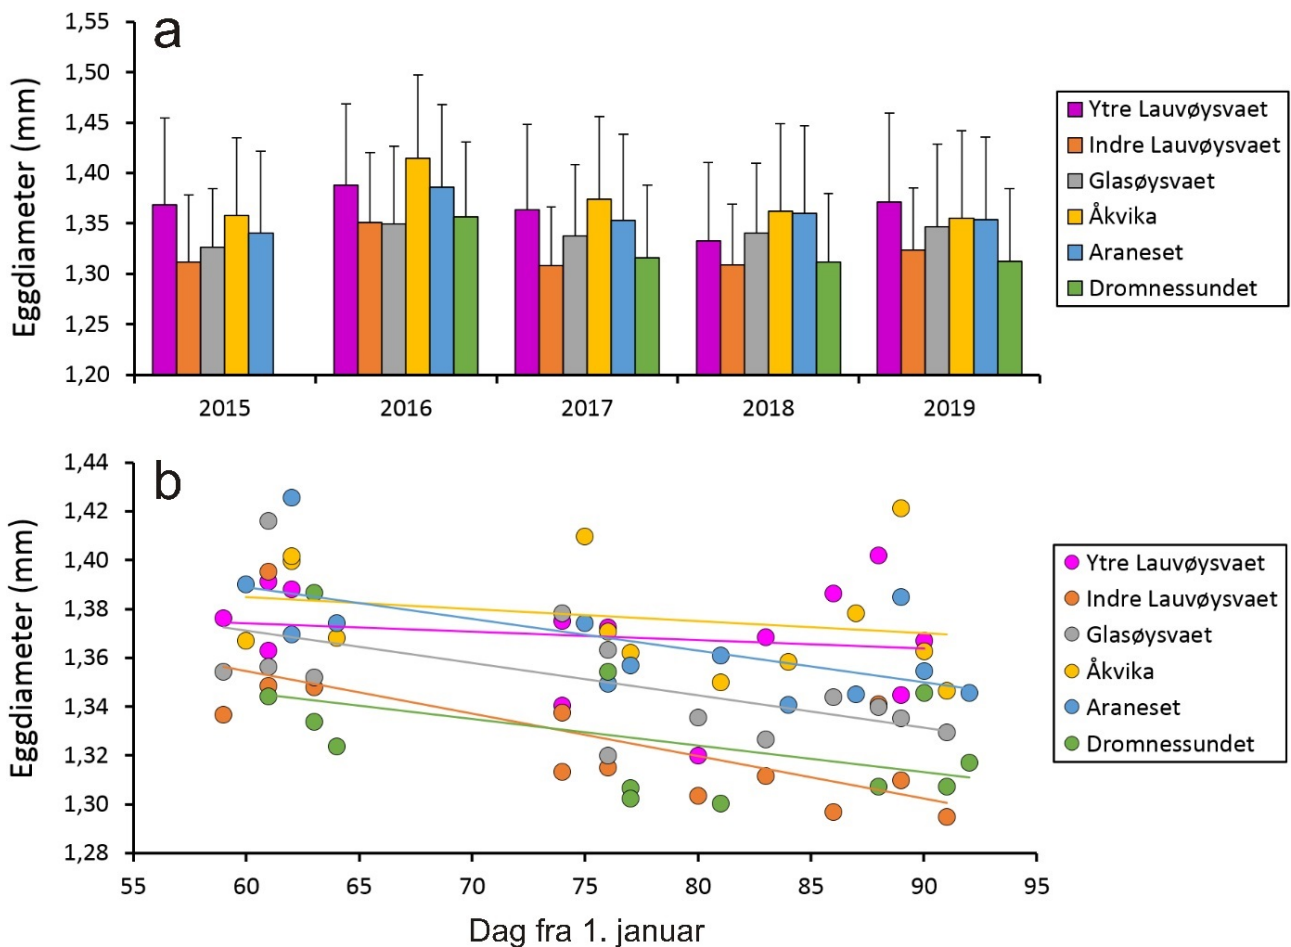 a
Eggdiameter (mm)
1,55
1,50
1,45
1,40
1,35
1,30
1,25
1,20
2015 2016 2017 2018 2019
Ytre Lauvøysvaet
Indre Lauvøysvaet
Glasøysvaet
Åkvika
Araneset
Dromnessundet
b
Eggdiameter (mm)
1,44
1,42
1,40
1,38
1,36
1,34
1,32
1,30
1,28
55 60 65 70 75 80 85 90 95
Dag fra 1. januar
Ytre Lauvøysvaet
Indre Lauvøysvaet
Glasøysvaet
Åkvika
Araneset
Dromnessundet